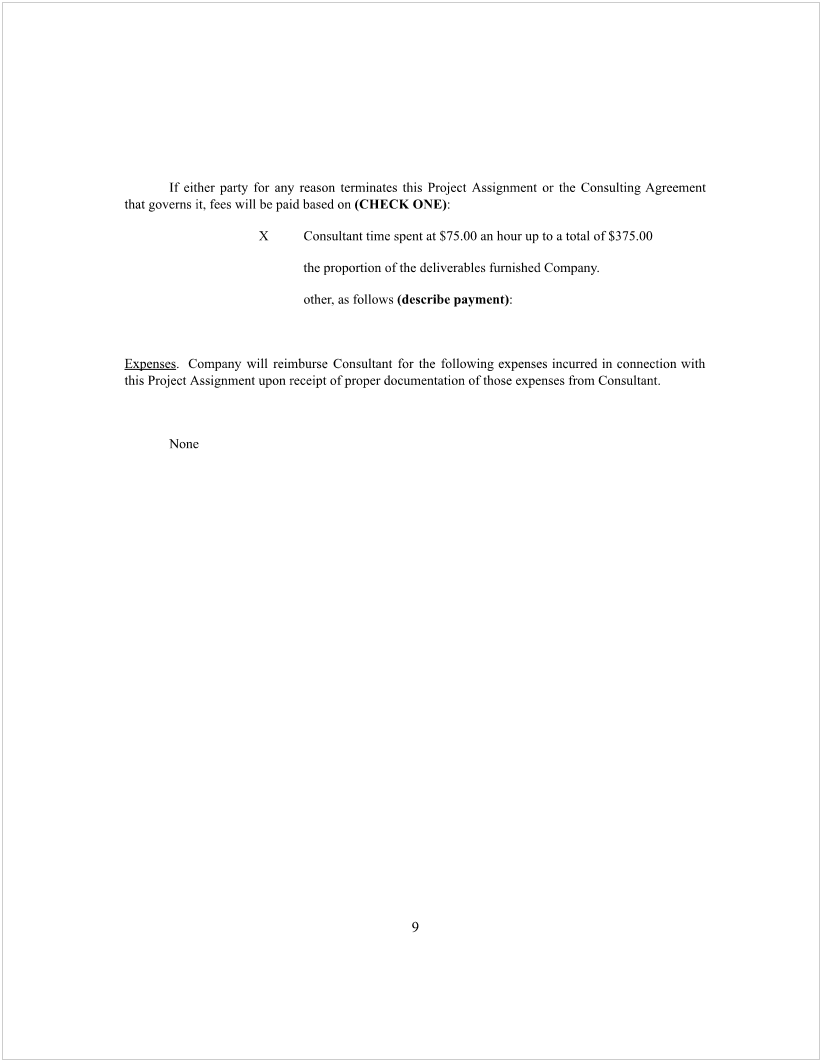 If either party for any reason terminates this Project Assignment or the Consulting Agreement
that governs it, fees will be paid based on (CHECK ONE):
X Consultant time spent at $75.00 an hour up to a total of $375.00
the proportion of the deliverables furnished Company.
other, as follows (describe payment):
Expenses. Company will reimburse Consultant for the following expenses incurred in connection with
this Project Assignment upon receipt of proper documentation of those expenses from Consultant.
None
9